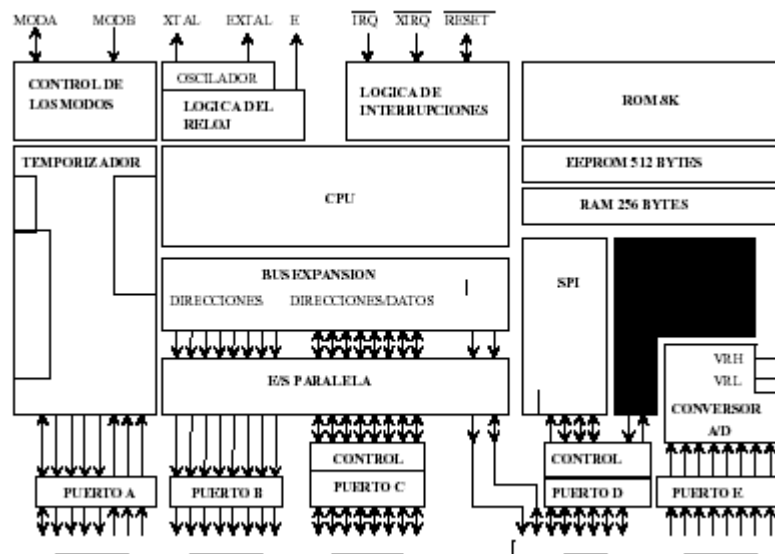 MODA MODB XTAL EXTAL E IRQ XIRQ RESET
CONTROL DE
LOS MODOS
OSCILADOR
LOGICA DEL
RELOJ
LOGICA DE
INTERRUPCIONES
ROM 8K
TEMPORIZADOR
CPU
EEPROM 512 BYTES
RAM 256 BYTES
BUS EXPANSION
DIRECCIONES DIRECCIONES/DATOS
SPI
E/S PARALELA
VRH
VRL
CONVERSOR
A/D
CONTROL
CONTROL
PUERTO A
PUERTO B
PUERTO C
PUERTO D
PUERTO E